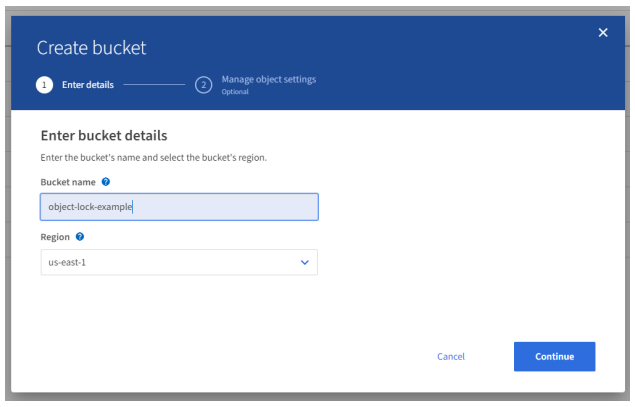 Create bucket
1 Enter details
2 Manage object settings
Optional
Enter bucket details
Enter the bucket's name and select the bucket's region.
Bucket name ?
object-lock-example
Region ?
us-east-1
Cancel
Continue